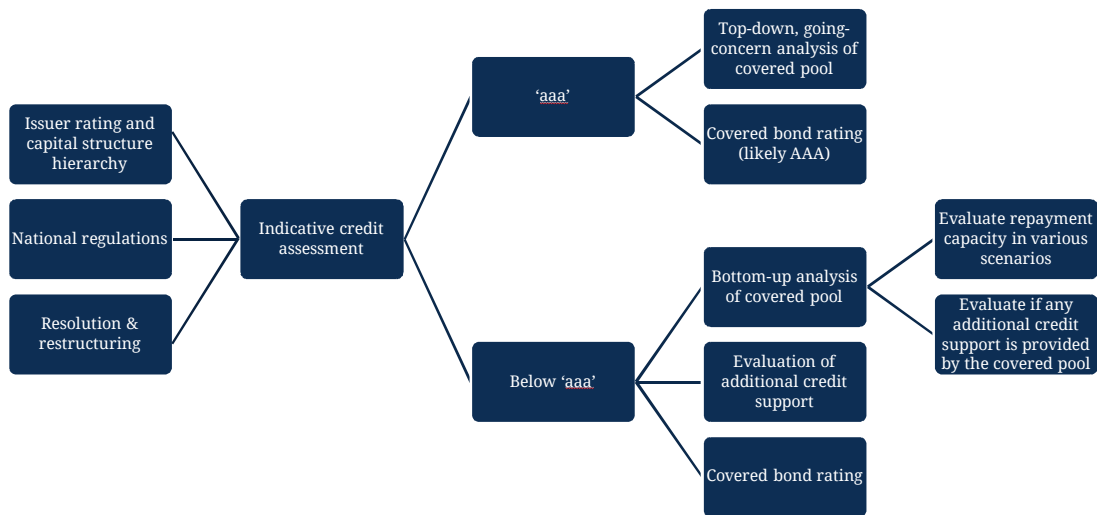 Issuer rating and
capital structure
hierarchy
National regulations
Resolution &
restructuring
Indicative credit
assessment
‘aaa’
Below ‘aaa’
Top-down, going-
concern analysis of
covered pool
Covered bond rating
(likely AAA)
Bottom-up analysis
of covered pool
Evaluation of
additional credit
support
Covered bond rating
Evaluate repayment
capacity in various
scenarios
Evaluate if any
additional credit
support is provided
by the covered pool